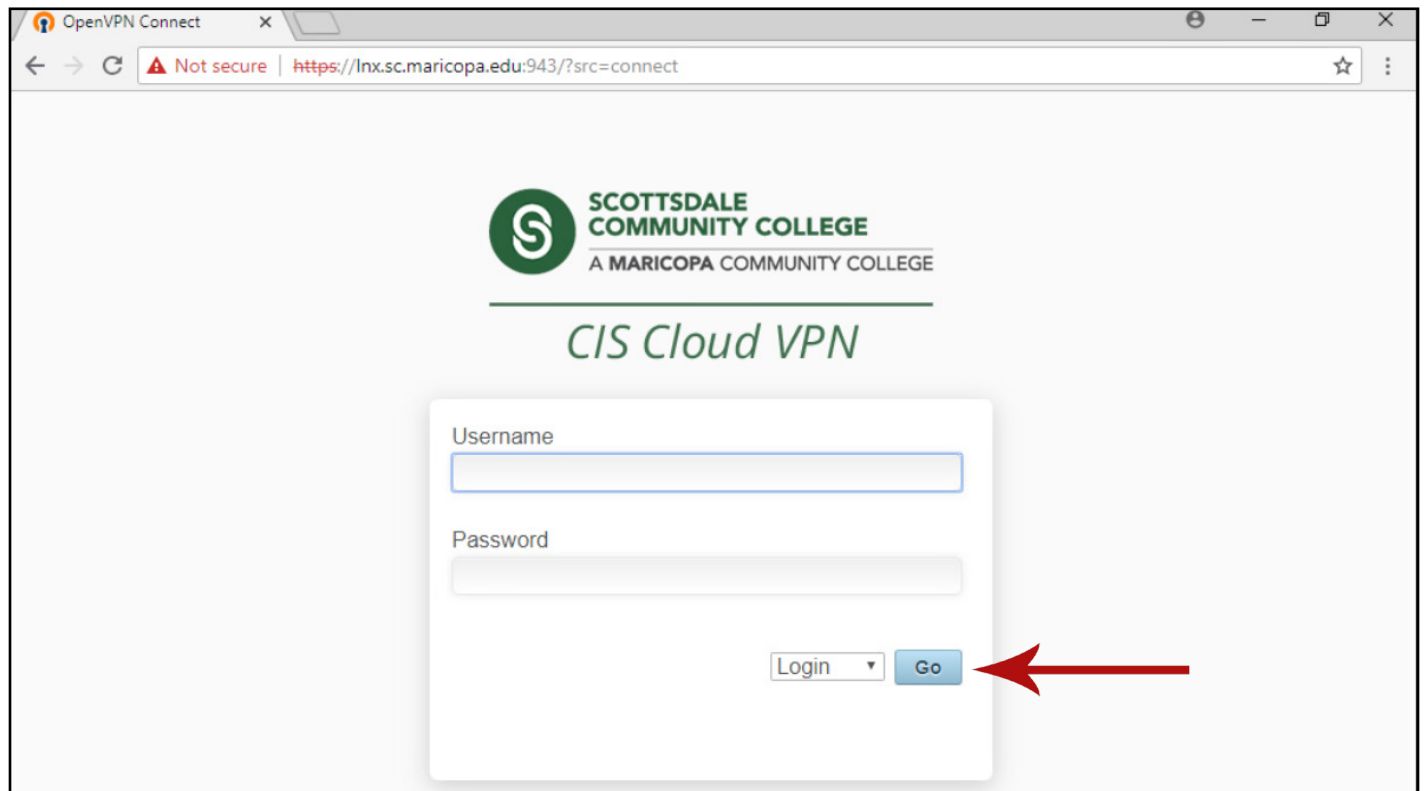 OpenVPN Connect
Not secure | https://lnx.sc.maricopa.edu:943/?src=connect
S
SCOTTSDALE
COMMUNITY COLLEGE
A MARICOPA COMMUNITY COLLEGE
CIS Cloud VPN
Username
Password
Login Go